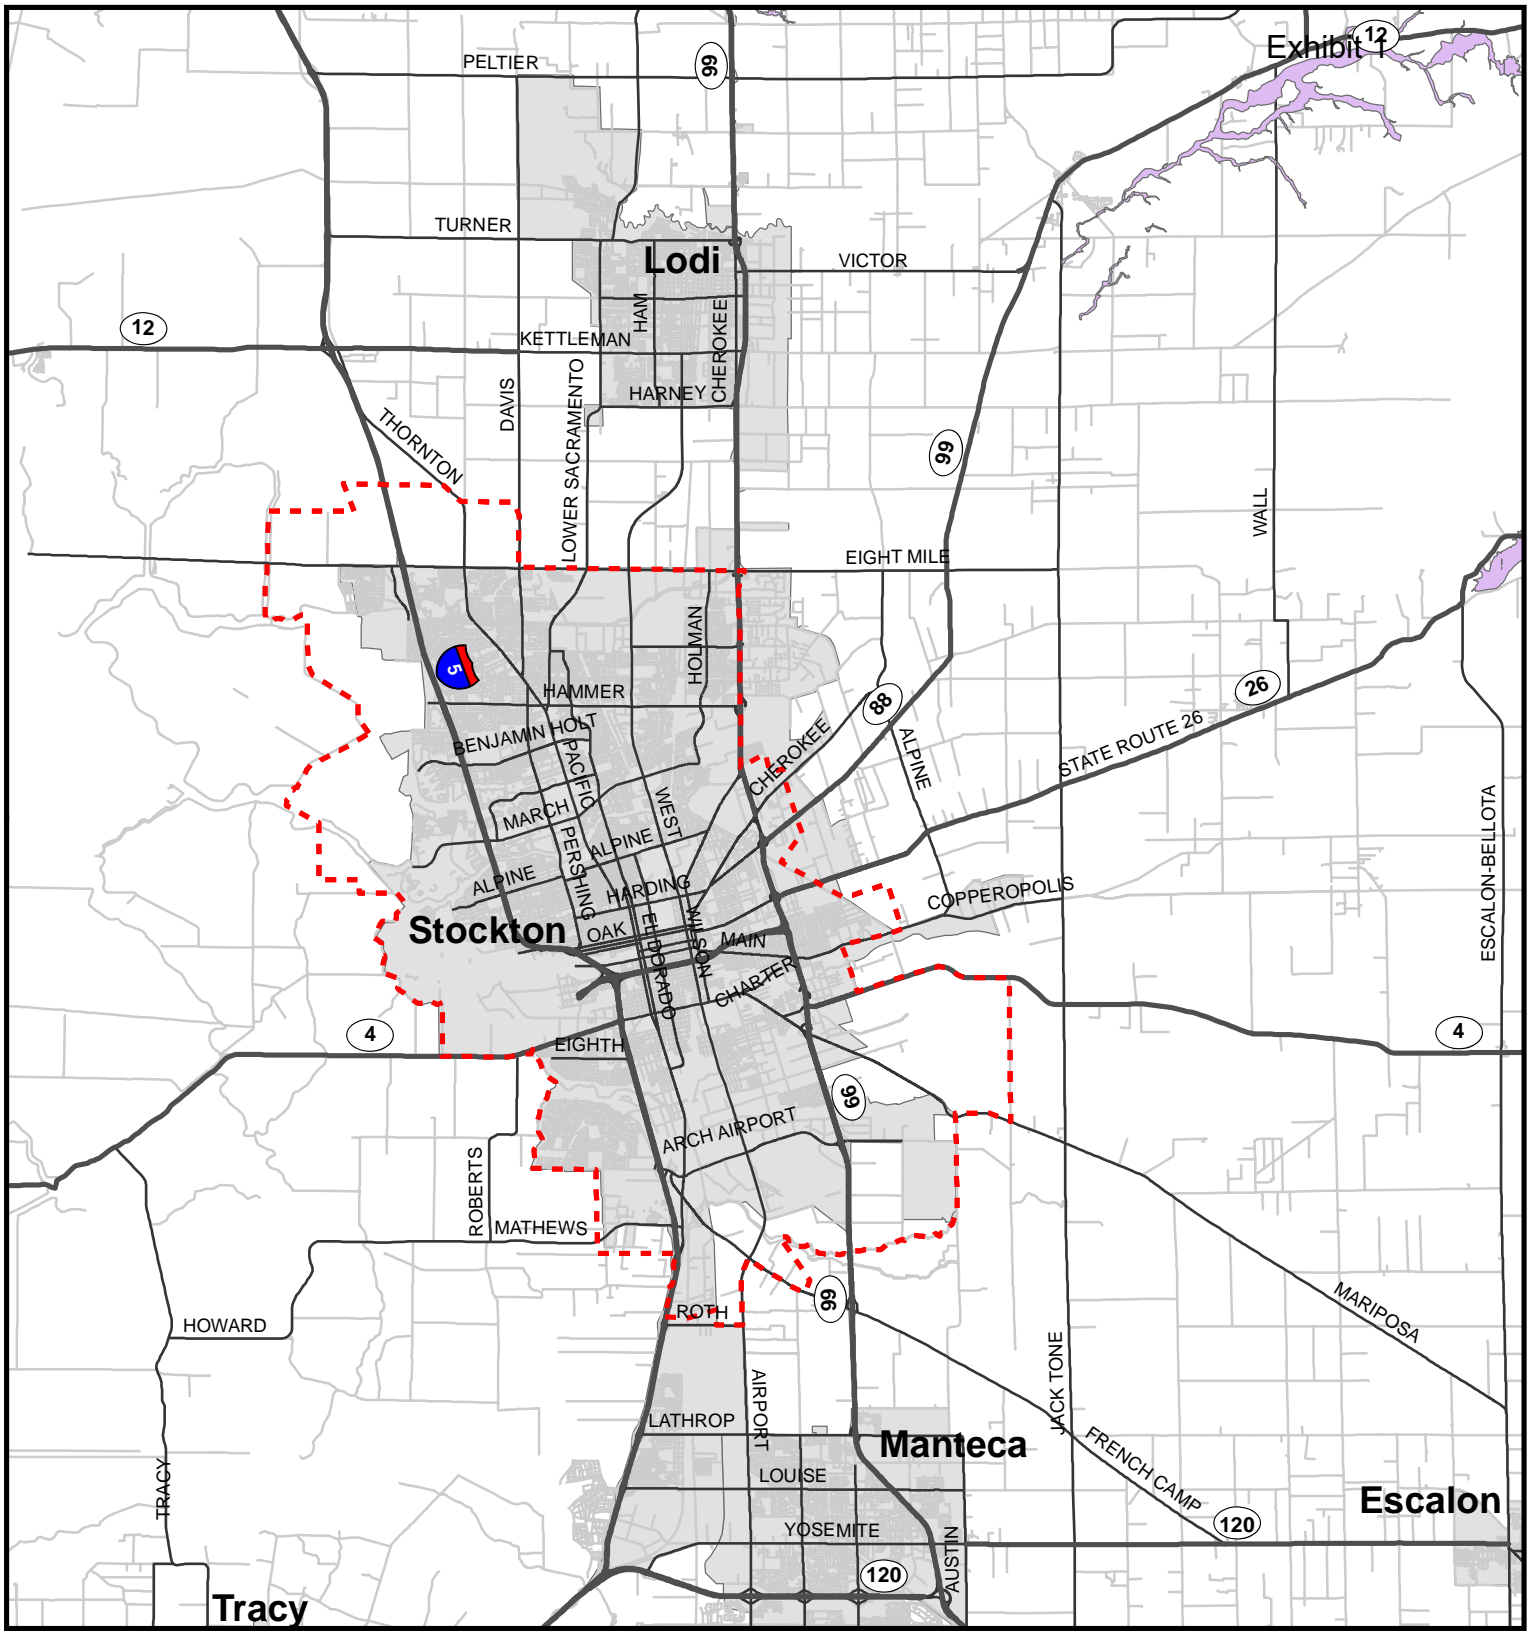 Exhibit 1
12
PELTIER
99
TURNER
Lodi
VICTOR
12
HAM
CHEROKEE
KETTLEMAN
HARNEY
DAVIS
LOWER SACRAMENTO
THORNTON
99
WALL
EIGHT MILE
HOLMAN
5
HAMMER
26
88
BENJAMIN HOLT
PACIFIC
CHEROKEE
ALPINE
STATE ROUTE 26
MARCH
WEST
PERSHING
ALPINE
ESCALON-BELLOTA
ALPINE
HARDING
COPPEROPOLIS
Stockton
OAK
EL DORADO
WILSON
MAIN
CHARTER
4
4
EIGHTH
99
ARCH AIRPORT
ROBERTS
MATHEWS
99
ROTH
HOWARD
MARIPOSA
JACK TONE
AIRPORT
LATHROP
Manteca
FRENCH CAMP
LOUISE
TRACY
Escalon
120
YOSEMITE
AUSTIN
120
Tracy